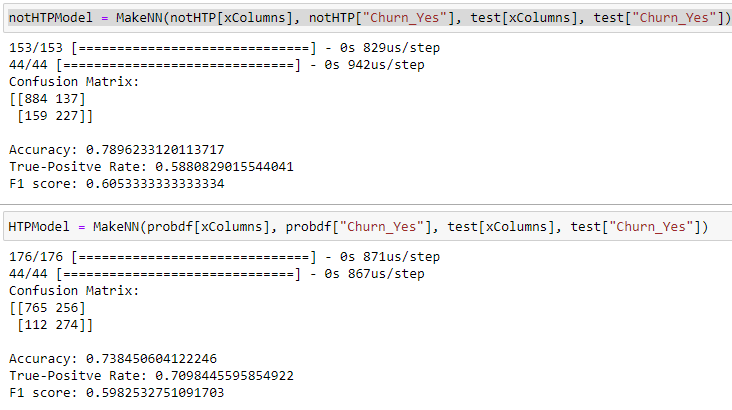 notHTPModel = MakeNN(notHTP[xColumns], notHTP["Churn_Yes"], test[xColumns], test["Churn_Yes"])
153/153 [==============================] - 0s 829us/step
44/44 [==============================] - 0s 942us/step
Confusion Matrix:
[[884 137]
 [159 227]]
Accuracy: 0.7896233120113717
True-Positve Rate: 0.5880829015544041
F1 score: 0.6053333333333334
HTPModel = MakeNN(probdf[xColumns], probdf["Churn_Yes"], test[xColumns], test["Churn_Yes"])
176/176 [==============================] - 0s 871us/step
44/44 [==============================] - 0s 867us/step
Confusion Matrix:
[[765 256]
 [112 274]]
Accuracy: 0.738450604122246
True-Positve Rate: 0.7098445595854922
F1 score: 0.5982532751091703